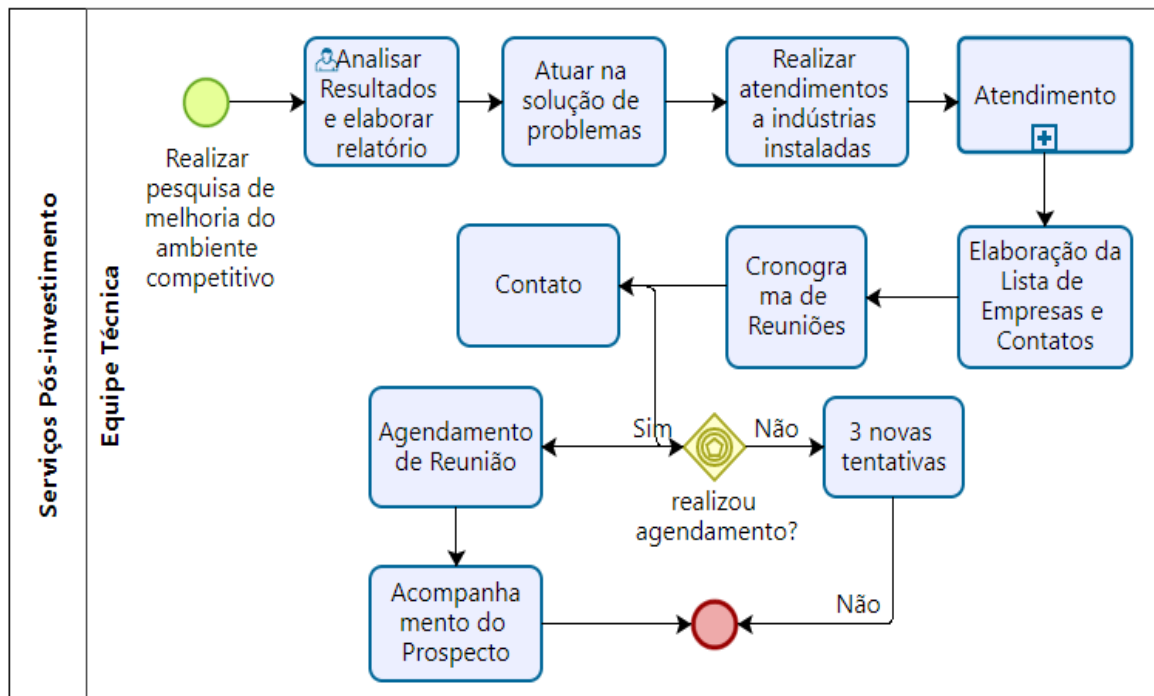 Serviços Pós-investimento
Equipe Técnica
Realizar
pesquisa de
melhoria do
ambiente
competitivo
Analisar
Resultados
e elaborar
relatório
Atuar na
solução de
problemas
Realizar
atendimentos
a indústrias
instaladas
Atendimento
Elaboração da
Lista de
Empresas e
Contatos
Cronogra
ma de
Reuniões
Contato
realizou
agendamento?
Sim
Agendamento
de Reunião
Acompanha
mento do
Prospecto
Não
3 novas
tentativas
Não